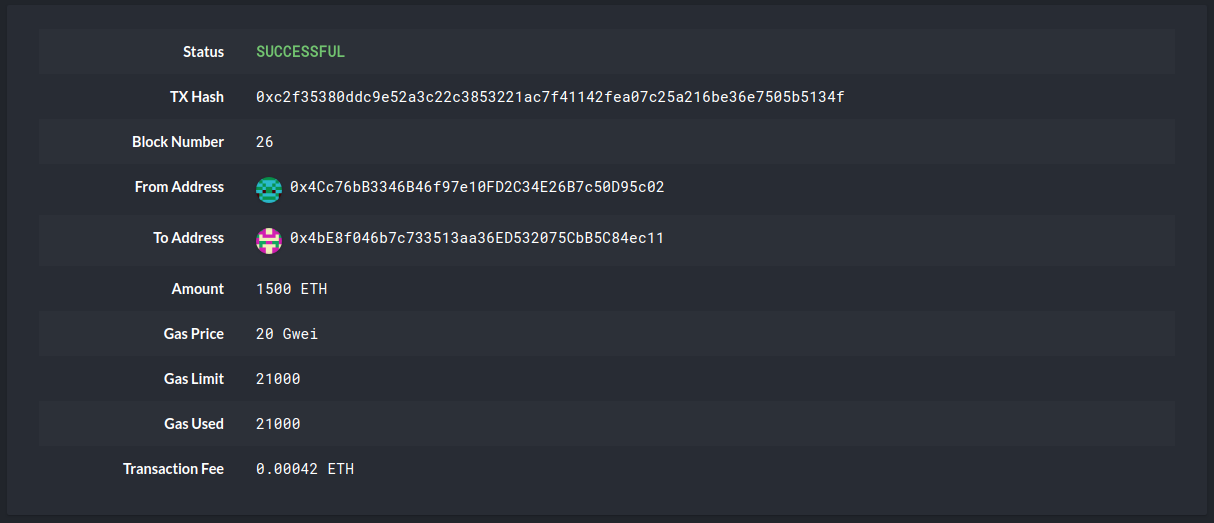 Status SUCCESSFUL
TX Hash 0xc2f35380ddc9e52a3c22c3853221ac7f41142fea07c25a216be36e7505b5134f
Block Number 26
From Address 0x4Cc76bB3346B46f97e10FD2C34E26B7c50D95c02
To Address 0x4bE8f046b7c733513aa36ED532075CbB5C84ec11
Amount 1500 ETH
Gas Price 20 Gwei
Gas Limit 21000
Gas Used 21000
Transaction Fee 0.00042 ETH